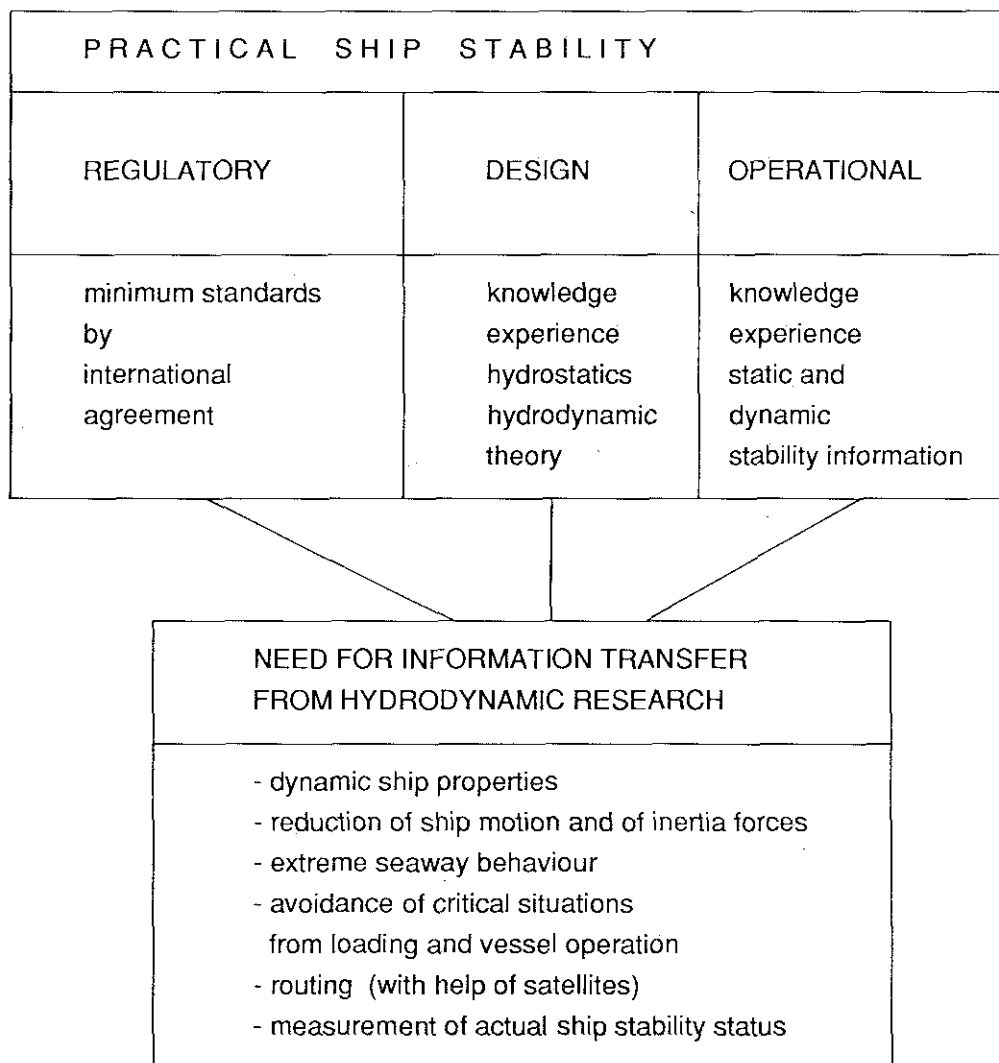 PRACTICAL SHIP STABILITY
REGULATORY
DESIGN
OPERATIONAL
minimum standards
by
international
agreement
knowledge
experience
hydrostatics
hydrodynamic
theory
knowledge
experience
static and
dynamic
stability information
NEED FOR INFORMATION TRANSFER
FROM HYDRODYNAMIC RESEARCH
- dynamic ship properties
- reduction of ship motion and of inertia forces
- extreme seaway behaviour
- avoidance of critical situations
from loading and vessel operation
- routing (with help of satellites)
- measurement of actual ship stability status